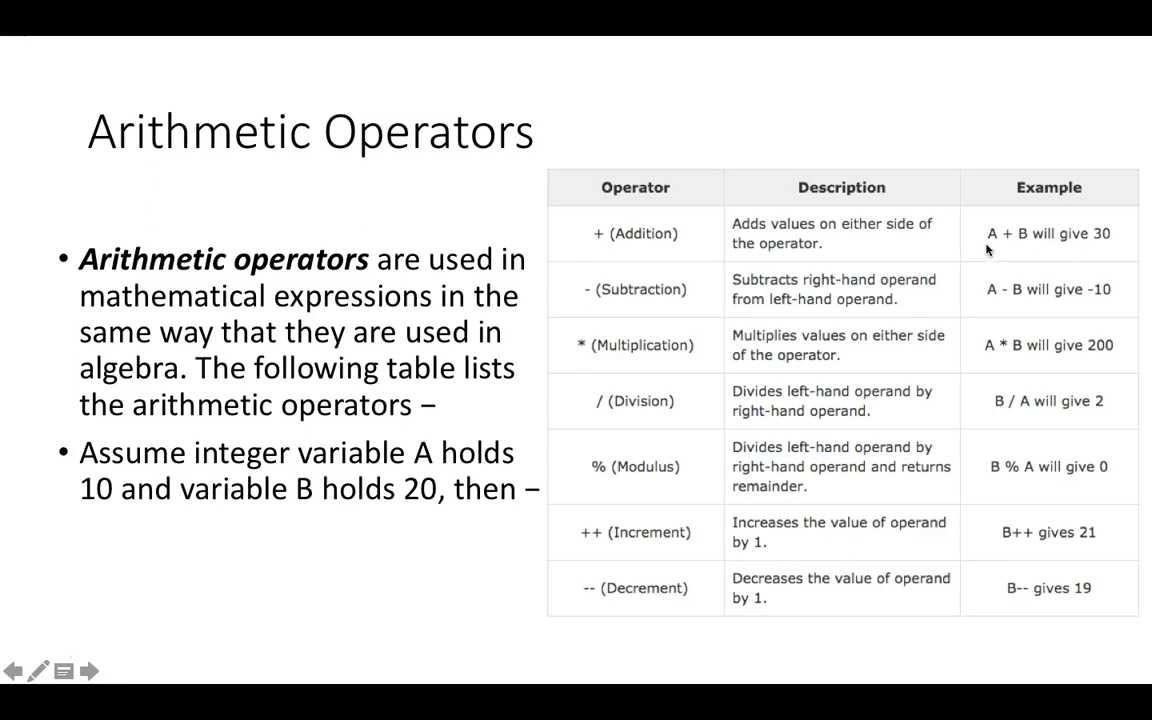 Arithmetic Operators
• Arithmetic operators are used in
mathematical expressions in the
same way that they are used in
algebra. The following table lists
the arithmetic operators −
• Assume integer variable A holds
10 and variable B holds 20, then −
Operator Description Example
+ (Addition) Adds values on either side of
the operator. A + B will give 30
- (Subtraction) Subtracts right-hand operand
from left-hand operand. A - B will give -10
* (Multiplication) Multiplies values on either side
of the operator. A * B will give 200
/ (Division) Divides left-hand operand by
right-hand operand. B / A will give 2
% (Modulus) Divides left-hand operand by
right-hand operand and returns
remainder. B % A will give 0
++ (Increment) Increases the value of operand
by 1. B++ gives 21
-- (Decrement) Decreases the value of operand
by 1. B-- gives 19